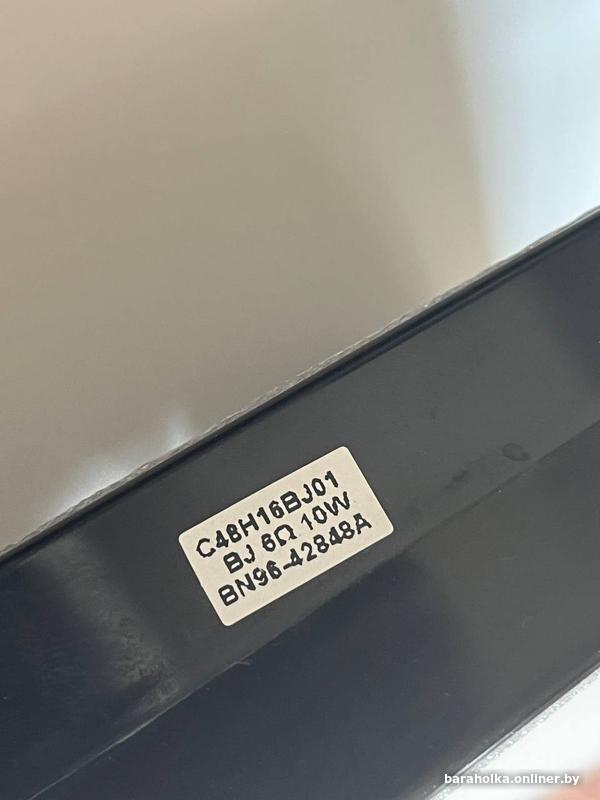 C48H16BJ01
BJ 6Ω 10W
BN96-42848A
baraholka.onliner.by